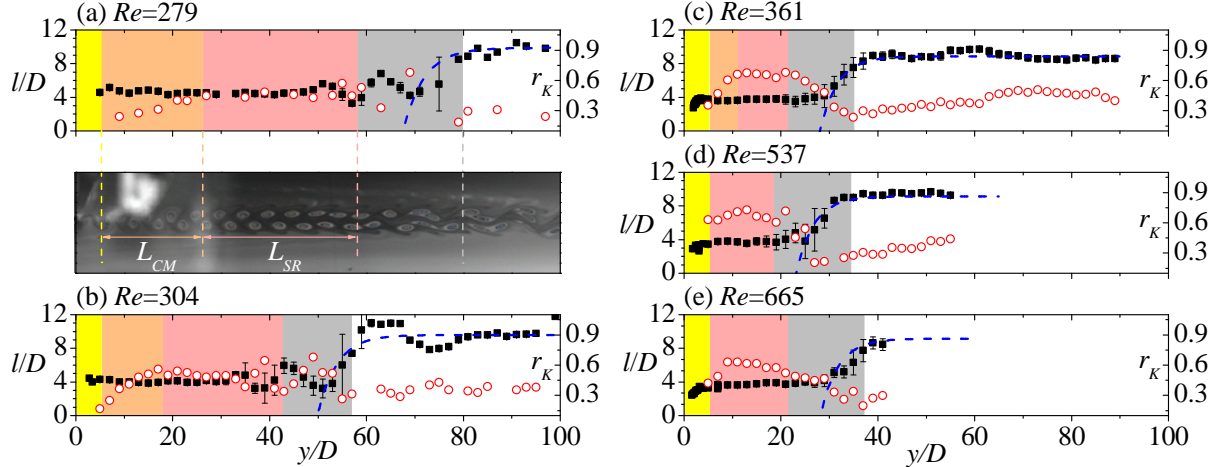 (a) Re=279
12
8
l/D
4
0
0.9
0.6
r_K
0.3
L_CM
L_SR
(b) Re=304
12
8
l/D
4
0
0.9
0.6
r_K
0.3
0 20 40 60 80 100
y/D
(c) Re=361
12
8
l/D
4
0
0.9
0.6
r_K
0.3
(d) Re=537
12
8
l/D
4
0
0.9
0.6
r_K
0.3
(e) Re=665
12
8
l/D
4
0
0.9
0.6
r_K
0.3
0 20 40 60 80 100
y/D